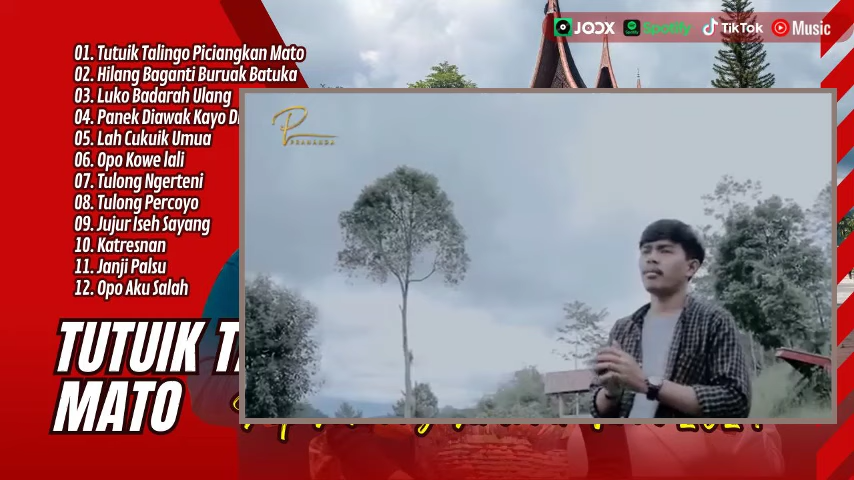 JOOX Spotify TikTok Music
01. Tutuik Talingo Piciangkan Mato
02. Hilang Baganti Buruak Batuka
03. Luko Badarah Ulang
04. Panek Diawak Kayo
05. Lah Cukuik Umua
06. Opo Kowe lali
07. Tulong Ngerteni
08. Tulong Percoyo
09. Jujur Iseh Sayang
10. Katresnan
11. Janji Palsu
12. Opo Aku Salah
TUTUIK
MATO